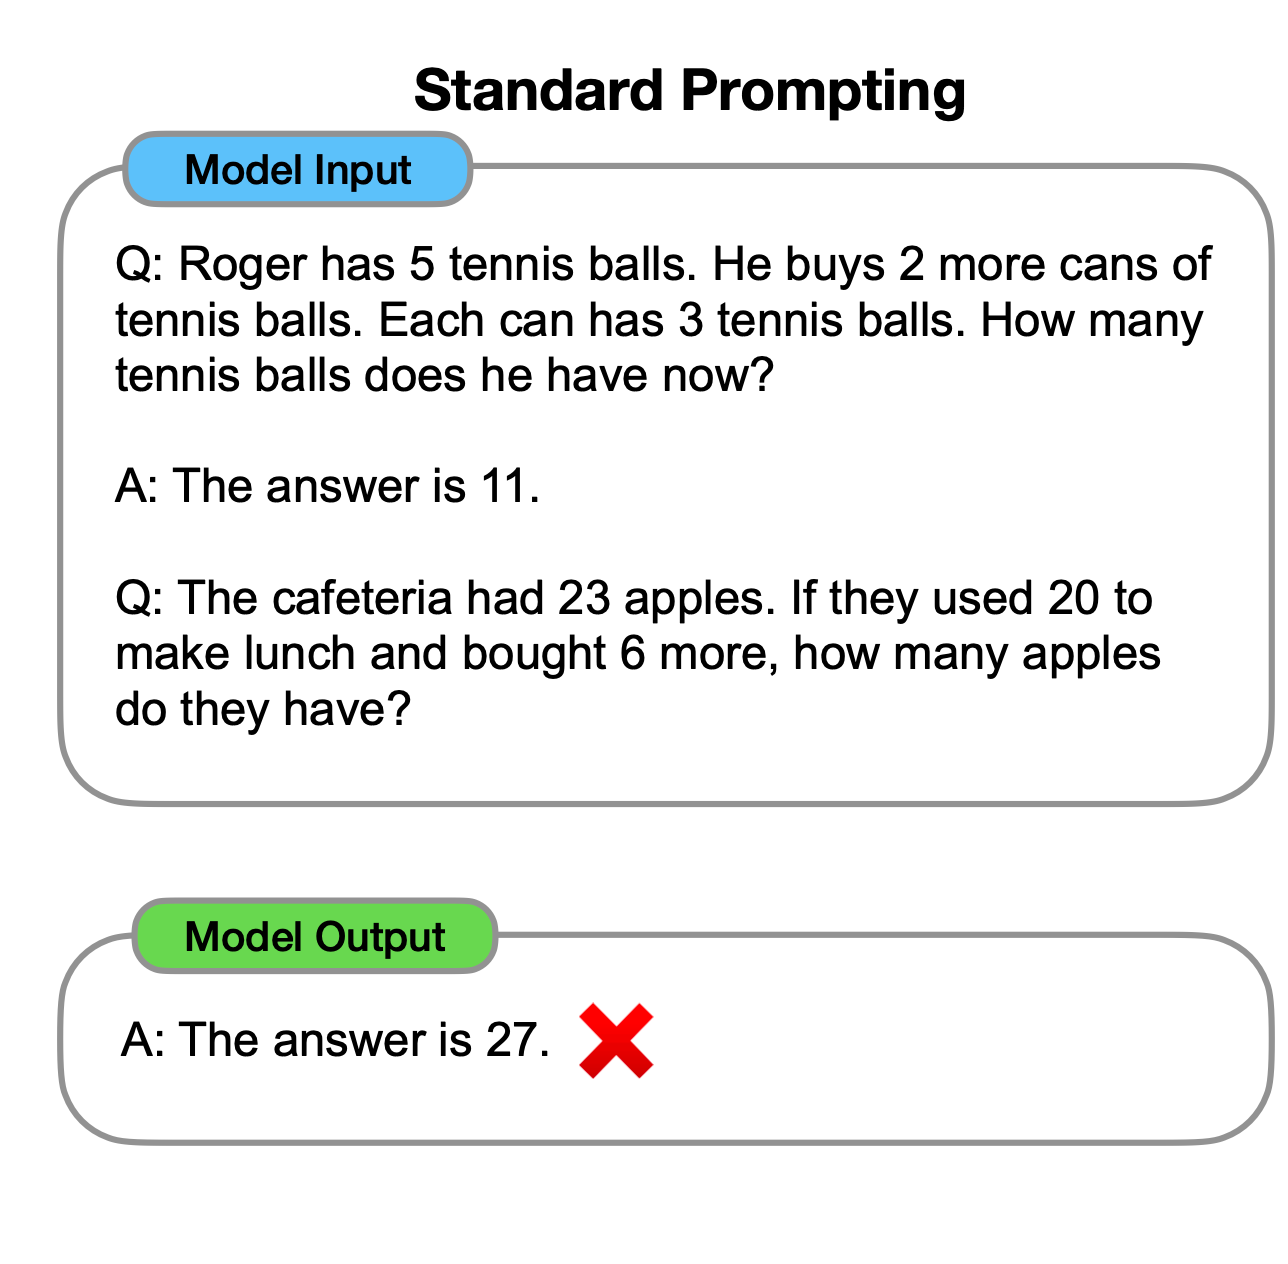 Standard Prompting
Model Input
Q: Roger has 5 tennis balls. He buys 2 more cans of
tennis balls. Each can has 3 tennis balls. How many
tennis balls does he have now?
A: The answer is 11.
Q: The cafeteria had 23 apples. If they used 20 to
make lunch and bought 6 more, how many apples
do they have?
Model Output
A: The answer is 27.